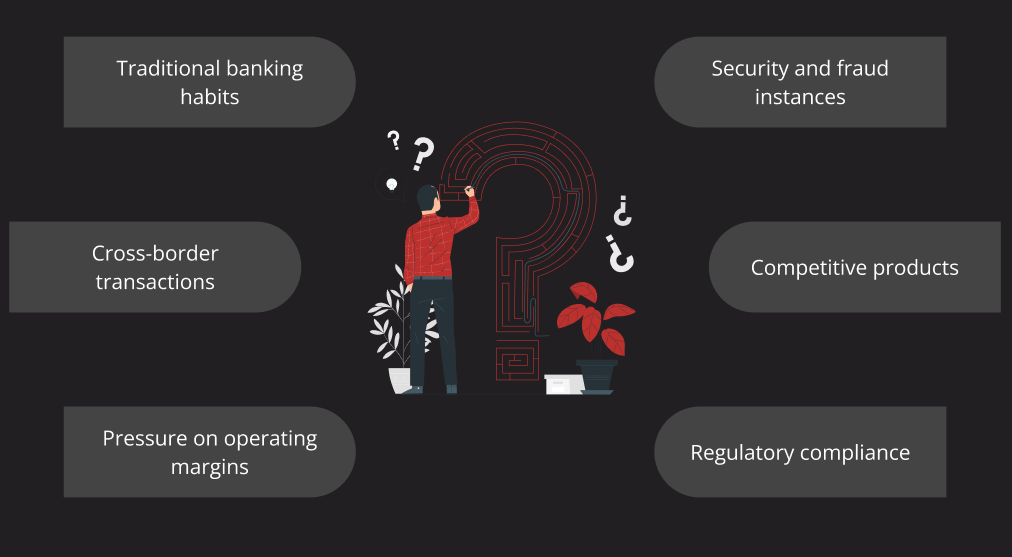 Traditional banking
habits
Security and fraud
instances
Cross-border
transactions
Competitive products
Pressure on operating
margins
Regulatory compliance